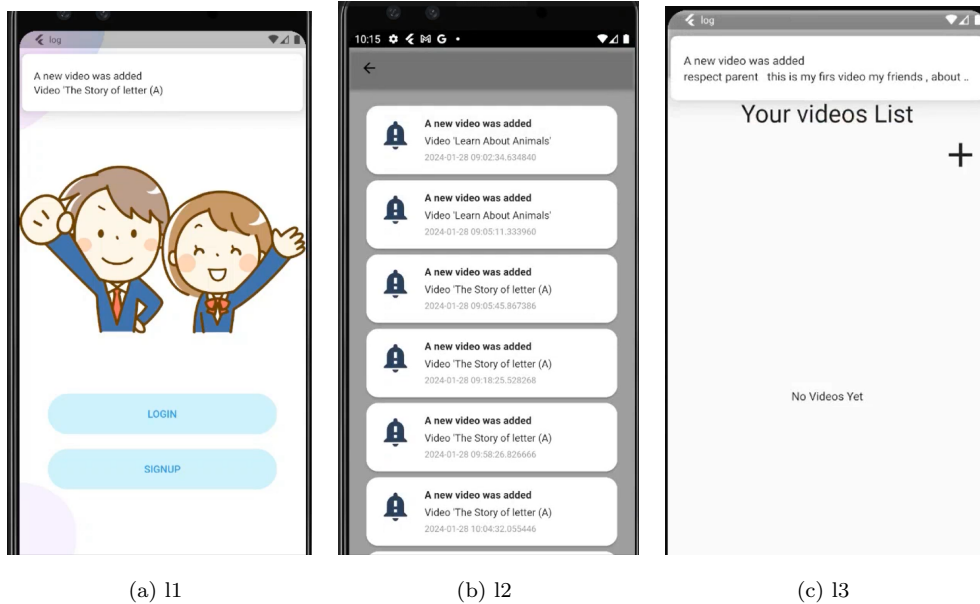 log
A new video was added
Video 'The Story of letter (A)
LOGIN
SIGNUP
(a) l1
10:15 G
A new video was added
Video 'Learn About Animals'
2024-01-28 09:02:34.634840
A new video was added
Video 'Learn About Animals'
2024-01-28 09:05:11.333960
A new video was added
Video 'The Story of letter (A)
2024-01-28 09:05:45.867386
A new video was added
Video 'The Story of letter (A)
2024-01-28 09:18:25.528268
A new video was added
Video 'The Story of letter (A)
2024-01-28 09:58:26.826666
A new video was added
Video 'The Story of letter (A)
2024-01-28 10:04:32.055446
(b) l2
log
A new video was added
respect parent this is my firs video my friends , about ..
Your videos List
+
No Videos Yet
(c) l3